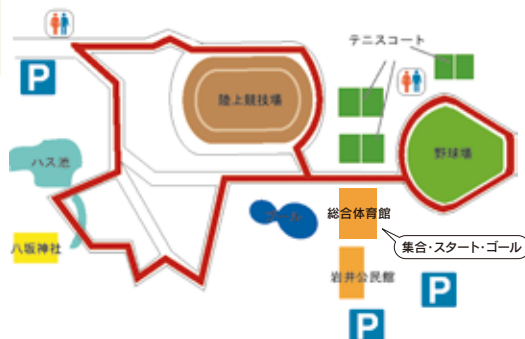 テニスコート
P
陸上競技場
野球場
ハス池
プール
総合体育館
八坂神社
集合・スタート・ゴール
岩井公民館
P
P